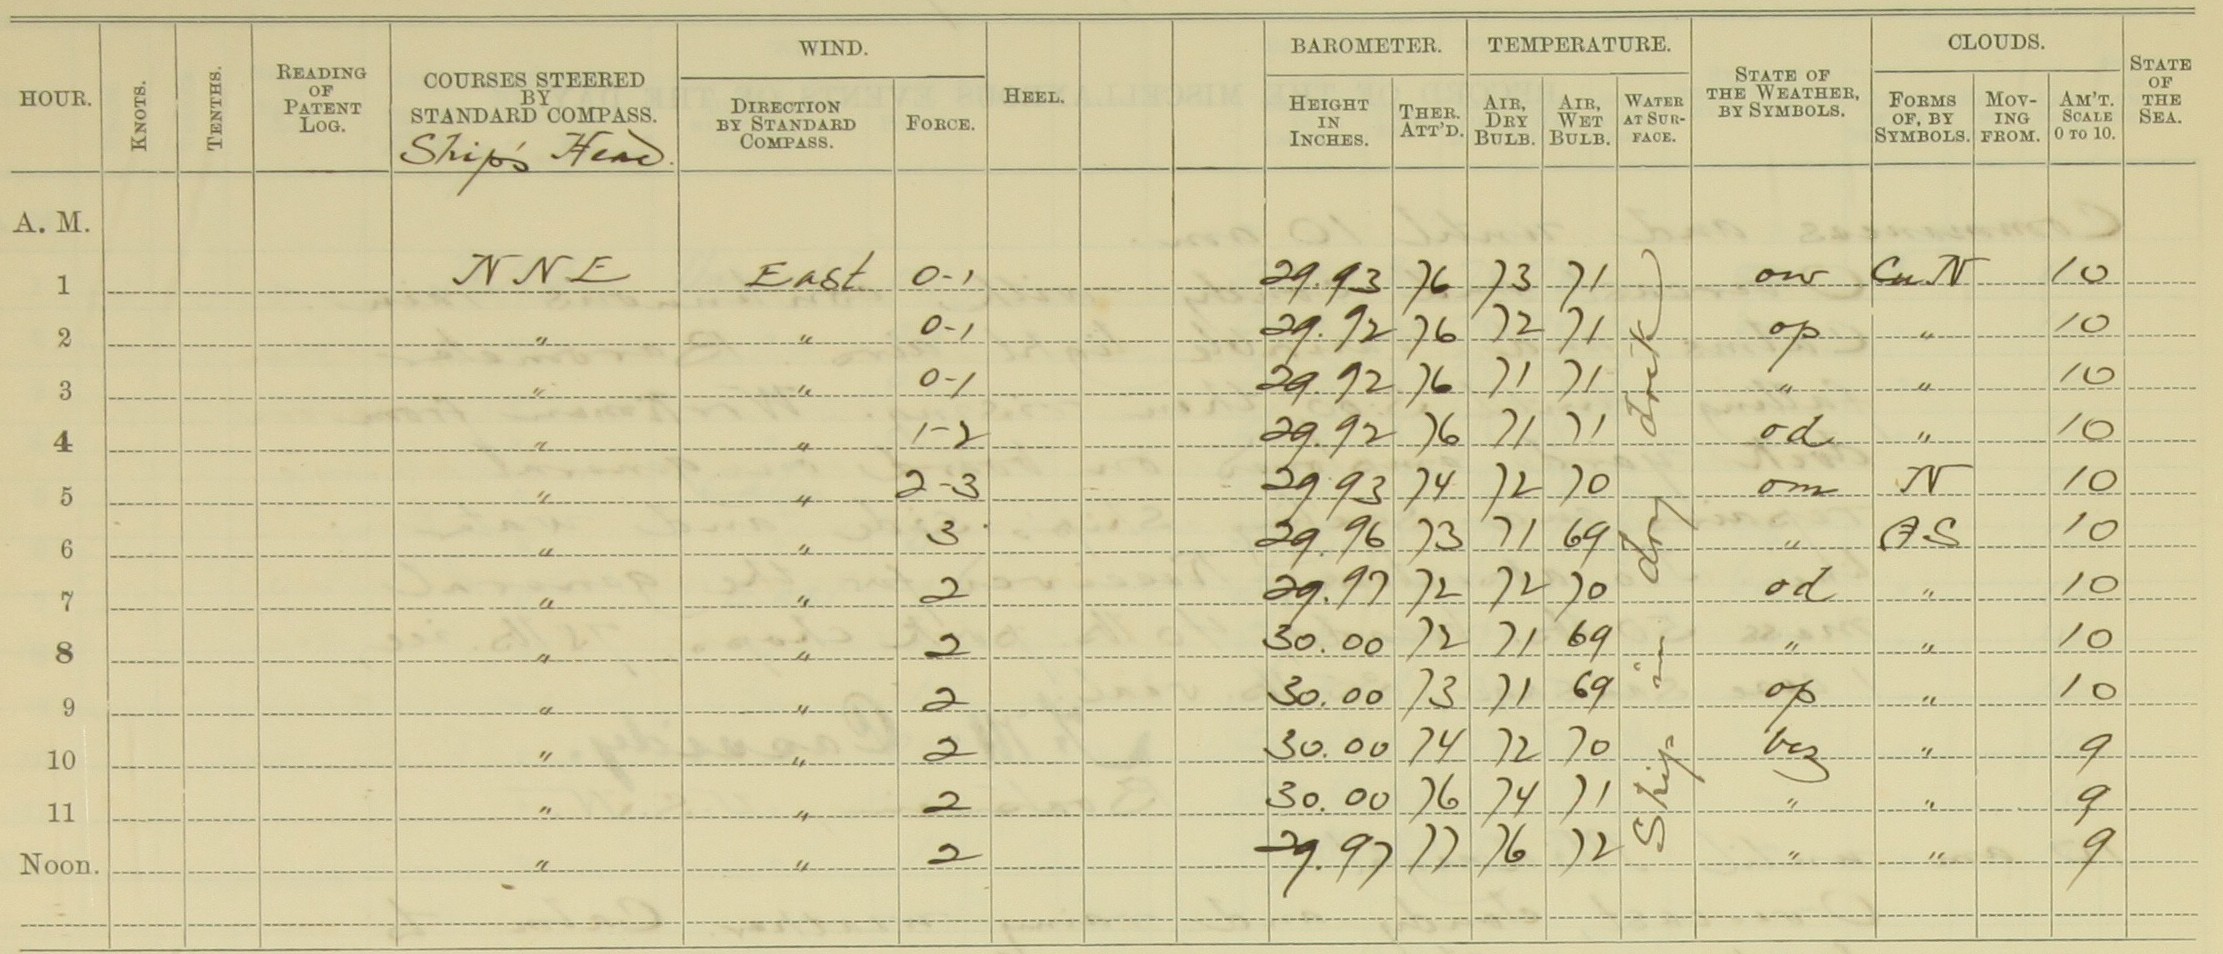 HOUR. KNOTS. TENTHS. READING OF PATENT LOG. COURSES STEERED BY STANDARD COMPASS. Ship's Head. WIND. DIRECTION BY STANDARD COMPASS. FORCE. HEEL. BAROMETER. HEIGHT IN INCHES. THER. ATT'D. TEMPERATURE. AIR, DRY BULB. AIR, WET BULB. WATER AT SURFACE. STATE OF THE WEATHER, BY SYMBOLS. CLOUDS. FORMS OF, BY SYMBOLS. MOVING FROM. AM'T. SCALE 0 TO 10. STATE OF THE SEA.
A. M.
1 NNE East 0-1 29.93 76 73 71 ow Cu.N 10
2 " " 0-1 29.92 76 72 71 op " 10
3 " " 0-1 29.92 76 71 71 " " 10
4 " " 1-2 29.92 76 71 71 od " 10
5 " " 2-3 29.93 74 72 70 om N 10
6 " " 3 29.96 73 71 69 " AS 10
7 " " 2 29.97 72 72 70 od " 10
8 " " 2 30.00 72 71 69 " " 10
9 " " 2 30.00 73 71 69 op " 10
10 " " 2 30.00 74 72 70 bcz " 9
11 " " 2 30.00 76 74 71 " " 9
Noon. " " 2 29.97 77 76 72 " " 9
Ship in dry dock